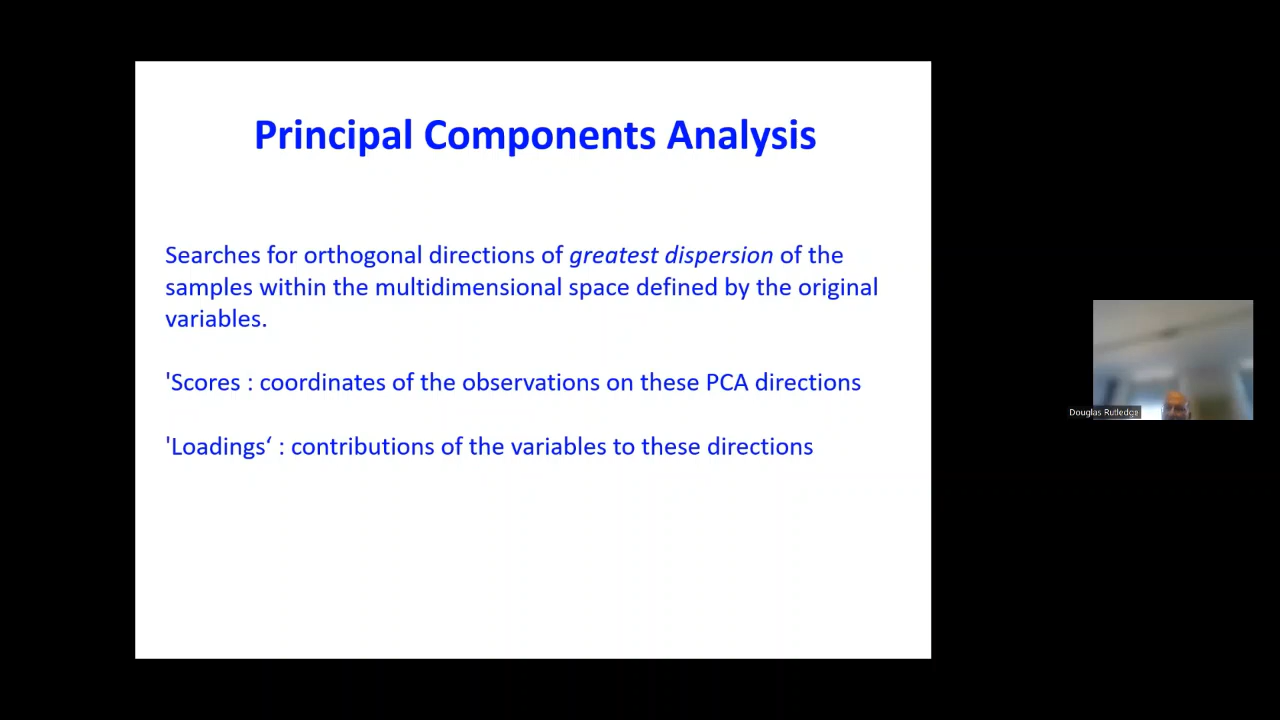 Principal Components Analysis
Searches for orthogonal directions of greatest dispersion of the
samples within the multidimensional space defined by the original
variables.
'Scores : coordinates of the observations on these PCA directions
'Loadings‘ : contributions of the variables to these directions
Douglas Rutledge